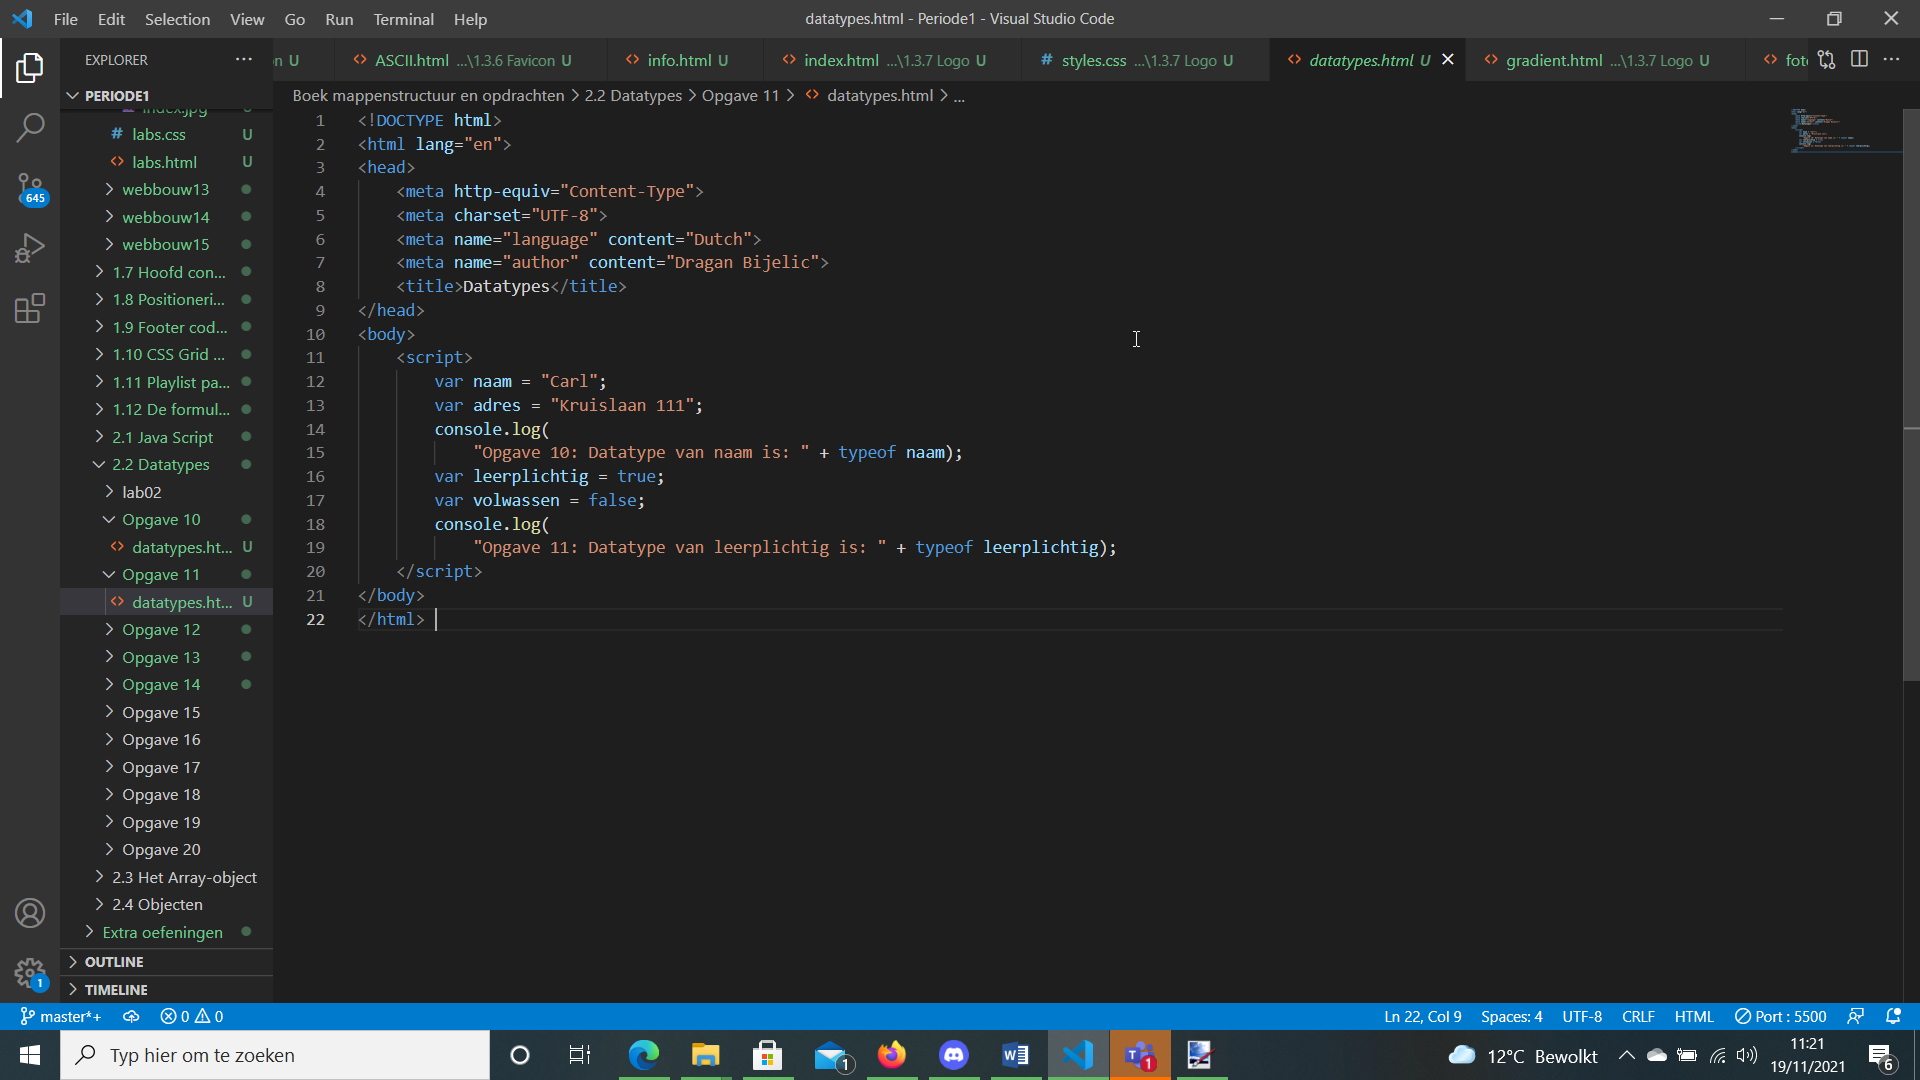 File Edit Selection View Go Run Terminal Help
datatypes.html - Periode1 - Visual Studio Code
EXPLORER
n U
ASCII.html ...\1.3.6 Favicon U
info.html U
index.html ...\1.3.7 Logo U
# styles.css ...\1.3.7 Logo U
datatypes.html U
gradient.html ...\1.3.7 Logo U
fot
PERIODE1
Boek mappenstructuur en opdrachten > 2.2 Datatypes > Opgave 11 > datatypes.html > ...
index.jpg
# labs.css U
labs.html U
webbouw13
webbouw14
webbouw15
1.7 Hoofd con...
1.8 Positioneri...
1.9 Footer cod...
1.10 CSS Grid ...
1.11 Playlist pa...
1.12 De formul...
2.1 Java Script
2.2 Datatypes
lab02
Opgave 10
datatypes.ht... U
Opgave 11
datatypes.ht... U
Opgave 12
Opgave 13
Opgave 14
Opgave 15
Opgave 16
Opgave 17
Opgave 18
Opgave 19
Opgave 20
2.3 Het Array-object
2.4 Objecten
Extra oefeningen
OUTLINE
TIMELINE
645
1
1 <!DOCTYPE html>
2 <html lang="en">
3 <head>
4 <meta http-equiv="Content-Type">
5 <meta charset="UTF-8">
6 <meta name="language" content="Dutch">
7 <meta name="author" content="Dragan Bijelic">
8 <title>Datatypes</title>
9 </head>
10 <body>
11 <script>
12 var naam = "Carl";
13 var adres = "Kruislaan 111";
14 console.log(
15 "Opgave 10: Datatype van naam is: " + typeof naam);
16 var leerplichtig = true;
17 var volwassen = false;
18 console.log(
19 "Opgave 11: Datatype van leerplichtig is: " + typeof leerplichtig);
20 </script>
21 </body>
22 </html>
master*+ 0 0
Ln 22, Col 9 Spaces: 4 UTF-8 CRLF HTML Port : 5500
Typ hier om te zoeken
1
1
12°C Bewolkt
11:21
19/11/2021
6